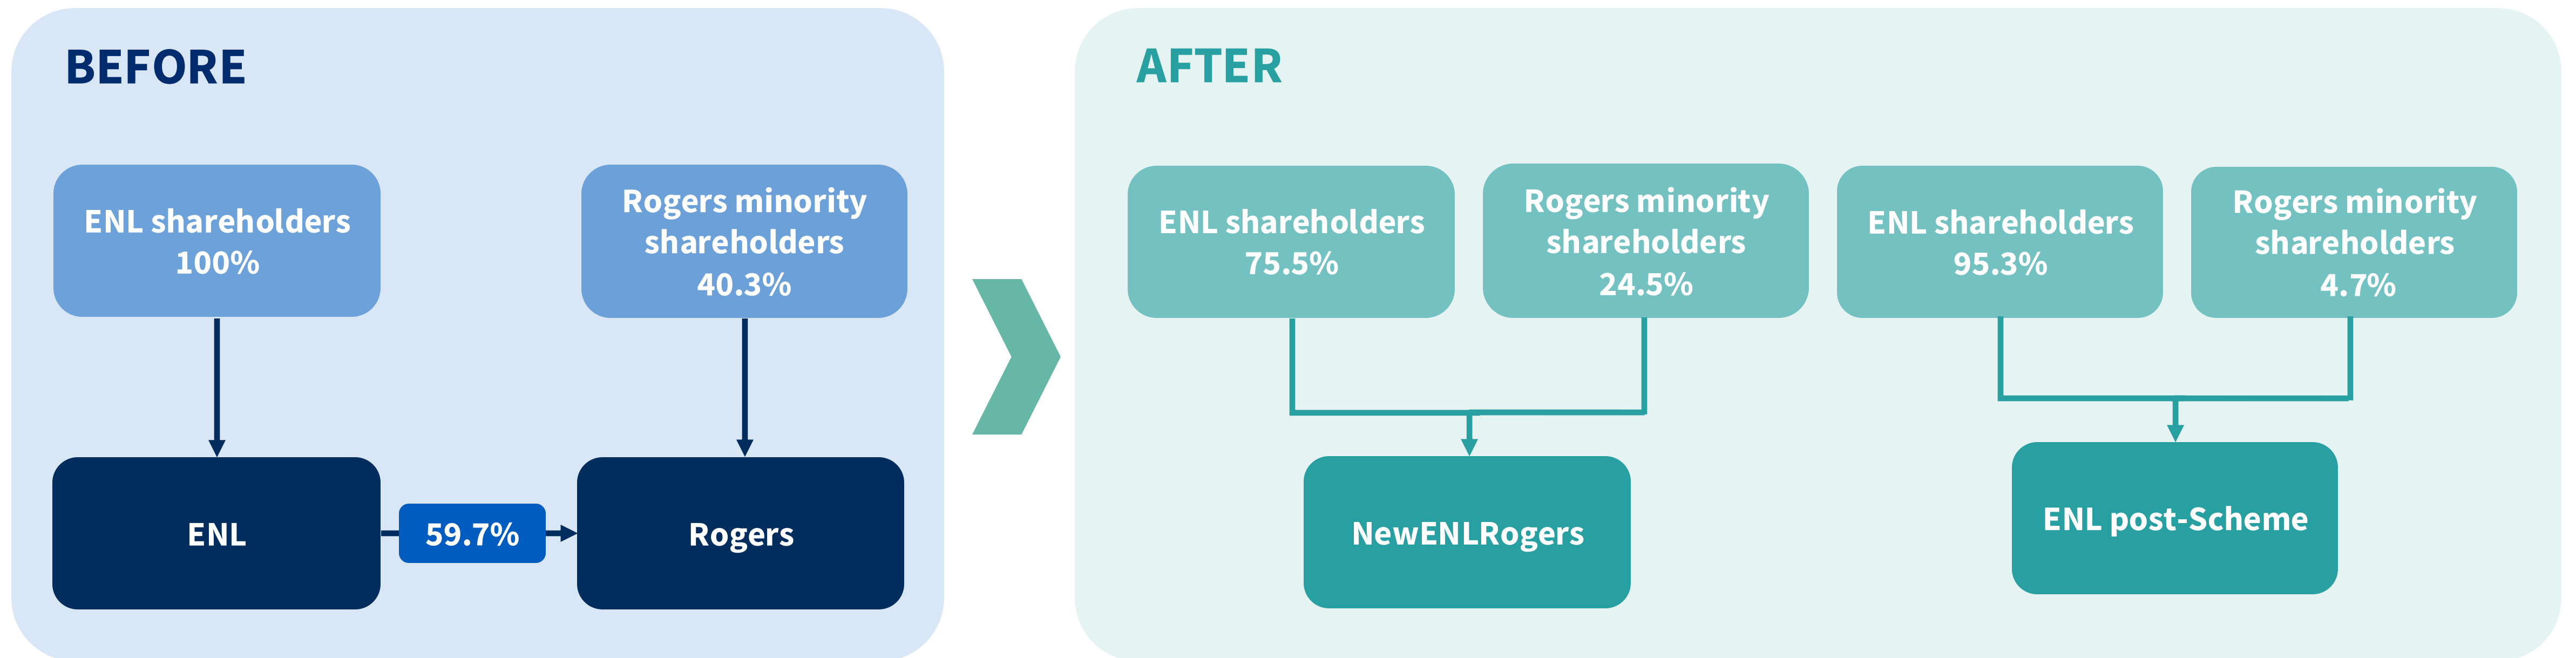 BEFORE
ENL shareholders
100%
Rogers minority
shareholders
40.3%
ENL
59.7%
Rogers
AFTER
ENL shareholders
75.5%
Rogers minority
shareholders
24.5%
ENL shareholders
95.3%
Rogers minority
shareholders
4.7%
NewENLRogers
ENL post-Scheme